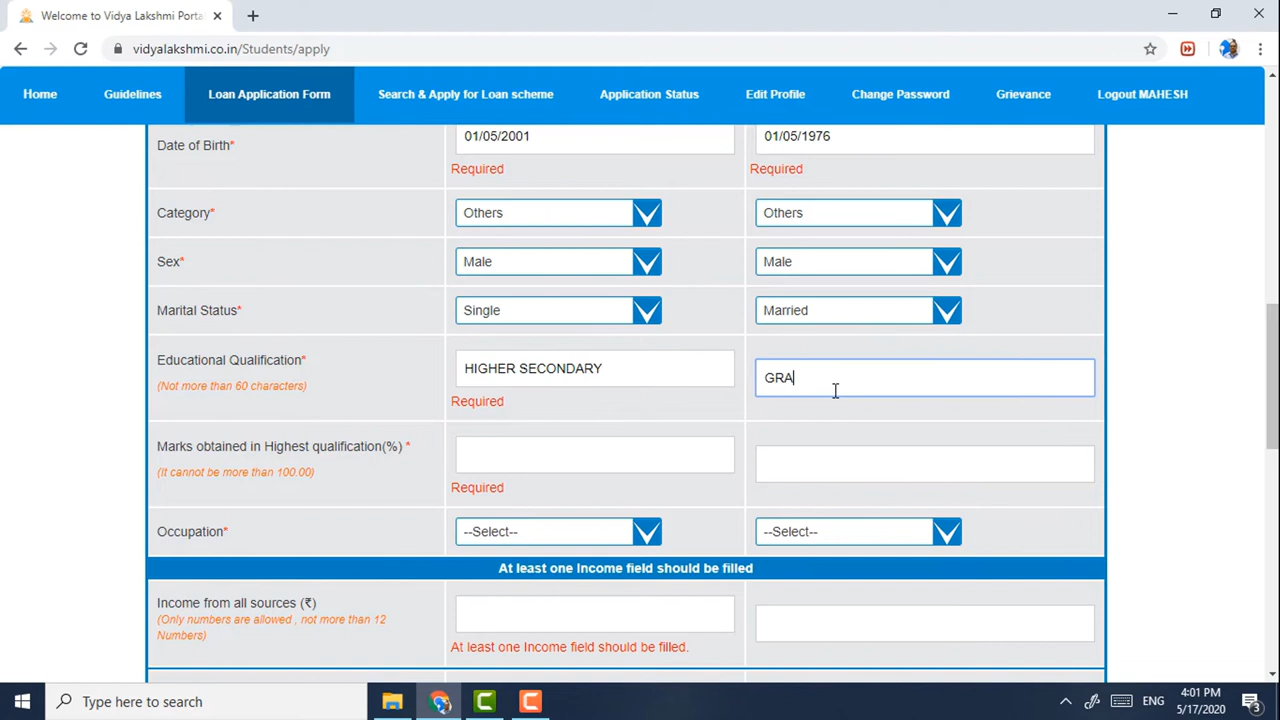 Welcome to Vidya Lakshmi Porta
vidyalakshmi.co.in/Students/apply
Home Guidelines Loan Application Form Search & Apply for Loan scheme Application Status Edit Profile Change Password Grievance Logout MAHESH
Date of Birth* 01/05/2001 01/05/1976
Required Required
Category* Others Others
Sex* Male Male
Marital Status* Single Married
Educational Qualification* HIGHER SECONDARY GRA
(Not more than 60 characters)
Required
Marks obtained in Highest qualification(%) *
(It cannot be more than 100.00)
Required
Occupation* --Select-- --Select--
At least one Income field should be filled
Income from all sources (₹)
(Only numbers are allowed , not more than 12
Numbers)
At least one Income field should be filled.
Type here to search
ENG
4:01 PM
5/17/2020
3